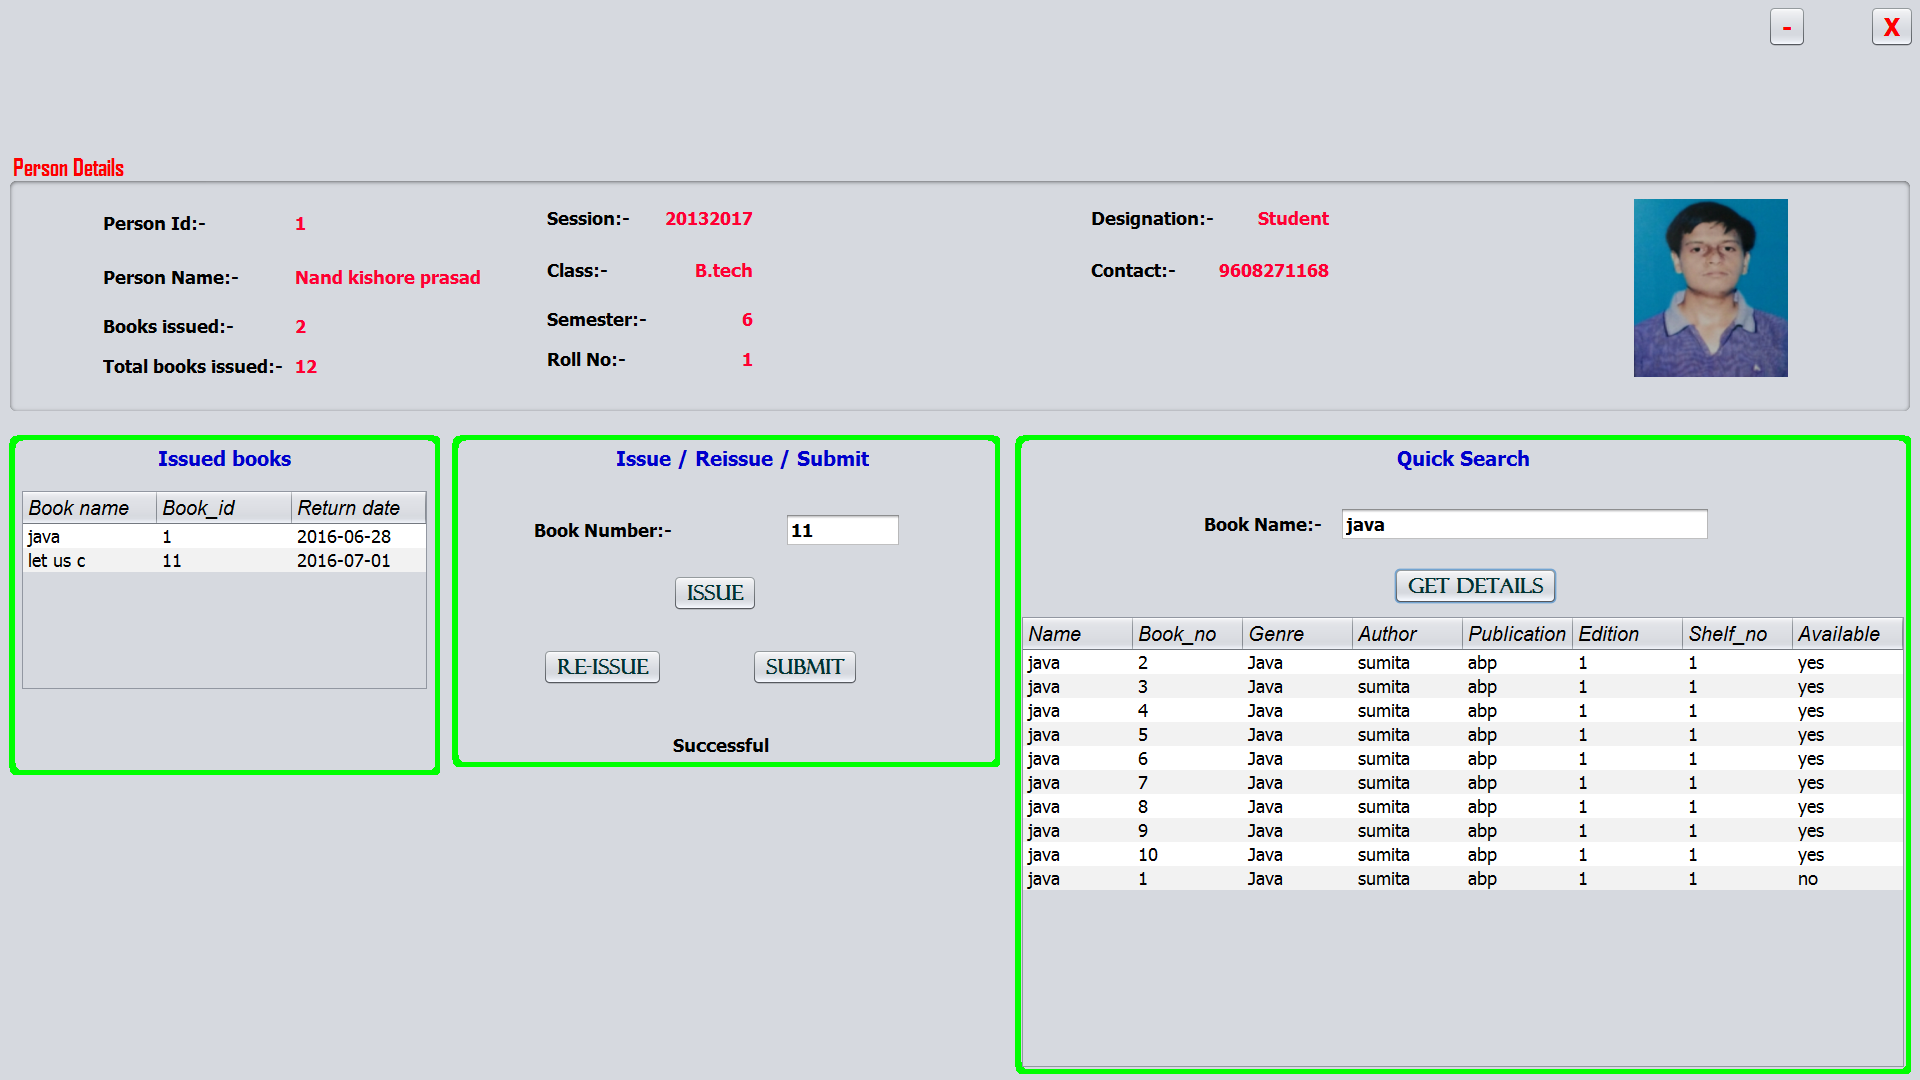 - X
Person Details
Person Id:- 1 Session:- 20132017 Designation:- Student
Person Name:- Nand kishore prasad Class:- B.tech Contact:- 9608271168
Books issued:- 2 Semester:- 6
Total books issued:- 12 Roll No:- 1
Issued books
Book name Book_id Return date
java 1 2016-06-28
let us c 11 2016-07-01
Issue / Reissue / Submit
Book Number:- 11
ISSUE
RE-ISSUE SUBMIT
Successful
Quick Search
Book Name:- java
GET DETAILS
Name Book_no Genre Author Publication Edition Shelf_no Available
java 2 Java sumita abp 1 1 yes
java 3 Java sumita abp 1 1 yes
java 4 Java sumita abp 1 1 yes
java 5 Java sumita abp 1 1 yes
java 6 Java sumita abp 1 1 yes
java 7 Java sumita abp 1 1 yes
java 8 Java sumita abp 1 1 yes
java 9 Java sumita abp 1 1 yes
java 10 Java sumita abp 1 1 yes
java 1 Java sumita abp 1 1 no